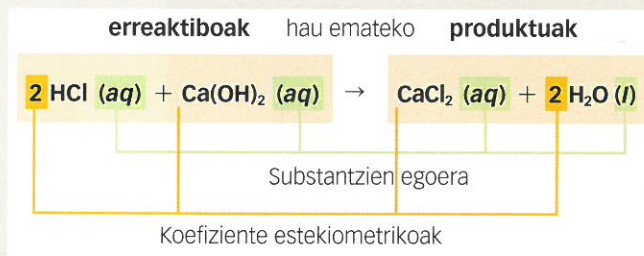 erreaktiboak hau emateko produktuak
2 HCl (aq) + Ca(OH)₂ (aq) → CaCl₂ (aq) + 2 H₂O (l)
Substantzien egoera
Koefiziente estekiometrikoak